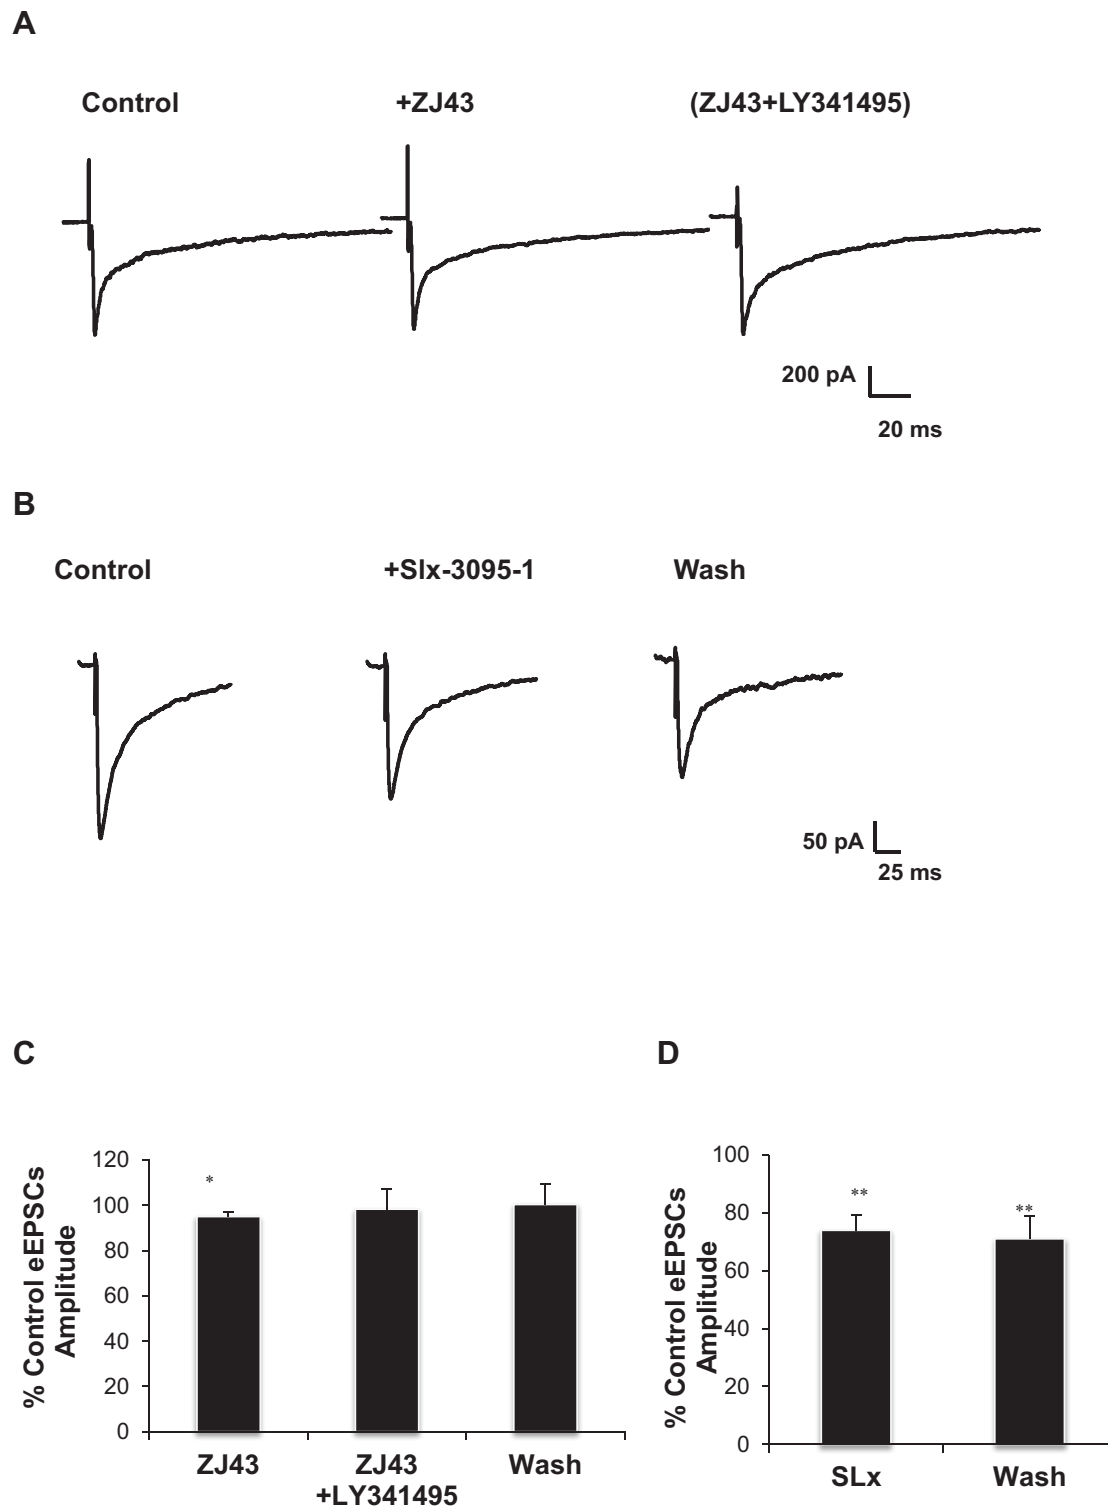 A
Control +ZJ43 (ZJ43+LY341495)
200 pA
20 ms
B
Control +Slx-3095-1 Wash
50 pA
25 ms
C
% Control eEPSCs
Amplitude
120
100
80
60
40
20
0
*
ZJ43 ZJ43 Wash
+LY341495
D
% Control eEPSCs
Amplitude
100
80
60
40
20
0
**
**
SLx Wash